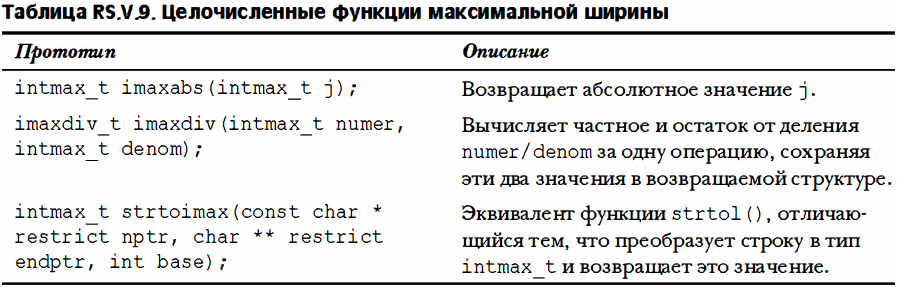 Таблица RS.V.9. Целочисленные функции максимальной ширины
Прототип Описание
intmax_t imaxabs(intmax_t j); Возвращает абсолютное значение j.
imaxdiv_t imaxdiv(intmax_t numer, Вычисляет частное и остаток от деления
intmax_t denom); numer/denom за одну операцию, сохраняя
эти два значения в возвращаемой структуре.
intmax_t strtoimax(const char * Эквивалент функции strtol(), отличаю-
restrict nptr, char ** restrict щийся тем, что преобразует строку в тип
endptr, int base); intmax_t и возвращает это значение.